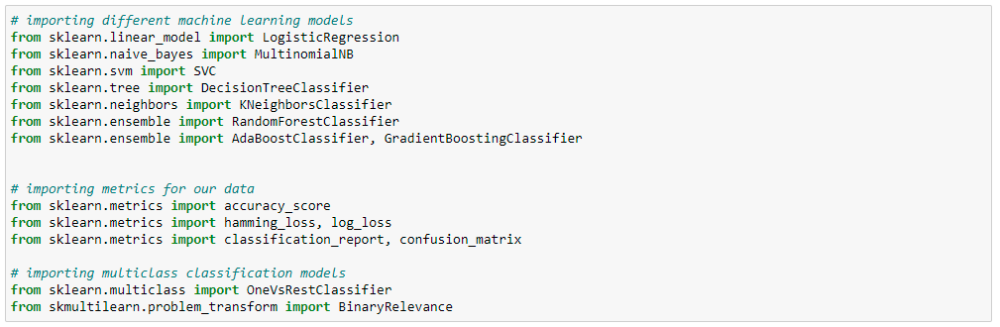 # importing different machine learning models
from sklearn.linear_model import LogisticRegression
from sklearn.naive_bayes import MultinomialNB
from sklearn.svm import SVC
from sklearn.tree import DecisionTreeClassifier
from sklearn.neighbors import KNeighborsClassifier
from sklearn.ensemble import RandomForestClassifier
from sklearn.ensemble import AdaBoostClassifier, GradientBoostingClassifier
# importing metrics for our data
from sklearn.metrics import accuracy_score
from sklearn.metrics import hamming_loss, log_loss
from sklearn.metrics import classification_report, confusion_matrix
# importing multiclass classification models
from sklearn.multiclass import OneVsRestClassifier
from skmultilearn.problem_transform import BinaryRelevance